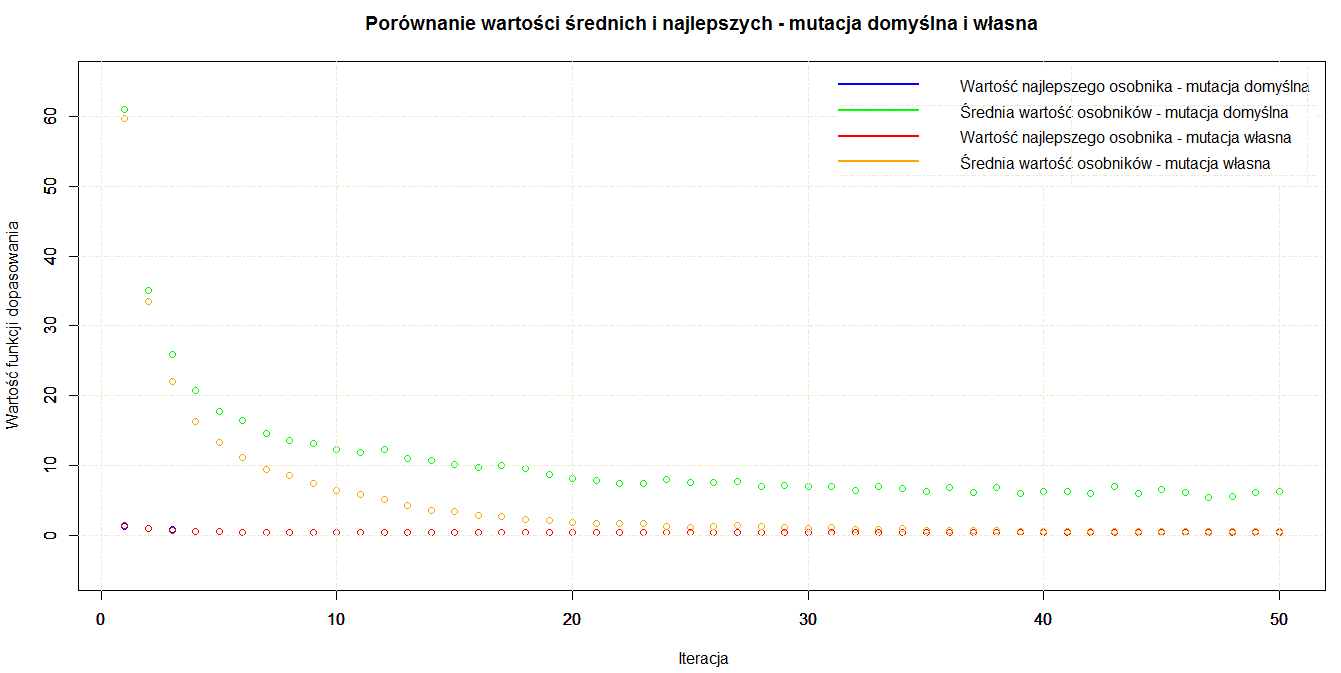 Porównanie wartości średnich i najlepszych - mutacja domyślna i własna
Wartość najlepszego osobnika - mutacja domyślna
Średnia wartość osobników - mutacja domyślna
Wartość najlepszego osobnika - mutacja własna
Średnia wartość osobników - mutacja własna
Wartość funkcji dopasowania
60
50
40
30
20
10
0
0 10 20 30 40 50
Iteracja